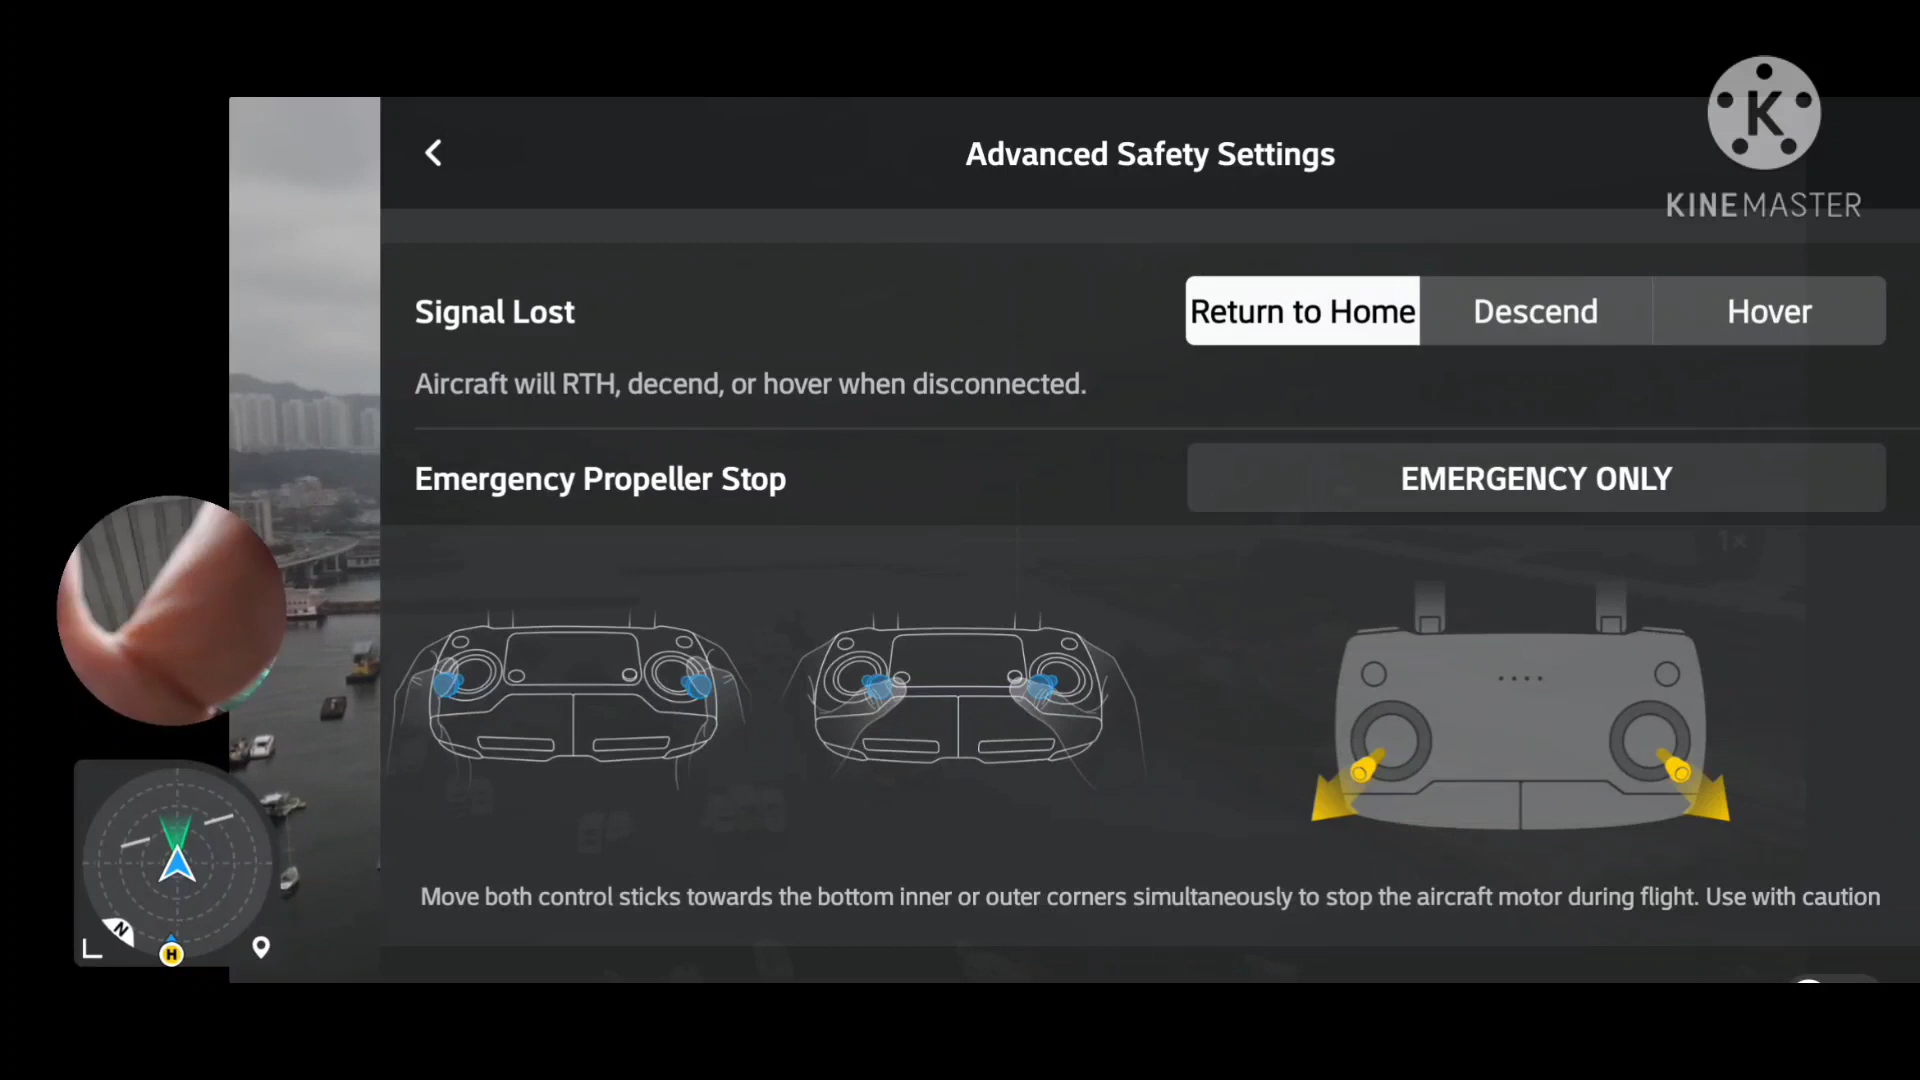 Advanced Safety Settings
K
KINEMASTER
Signal Lost
Return to Home
Descend
Hover
Aircraft will RTH, decend, or hover when disconnected.
Emergency Propeller Stop
EMERGENCY ONLY
1×
Move both control sticks towards the bottom inner or outer corners simultaneously to stop the aircraft motor during flight. Use with caution
N
H